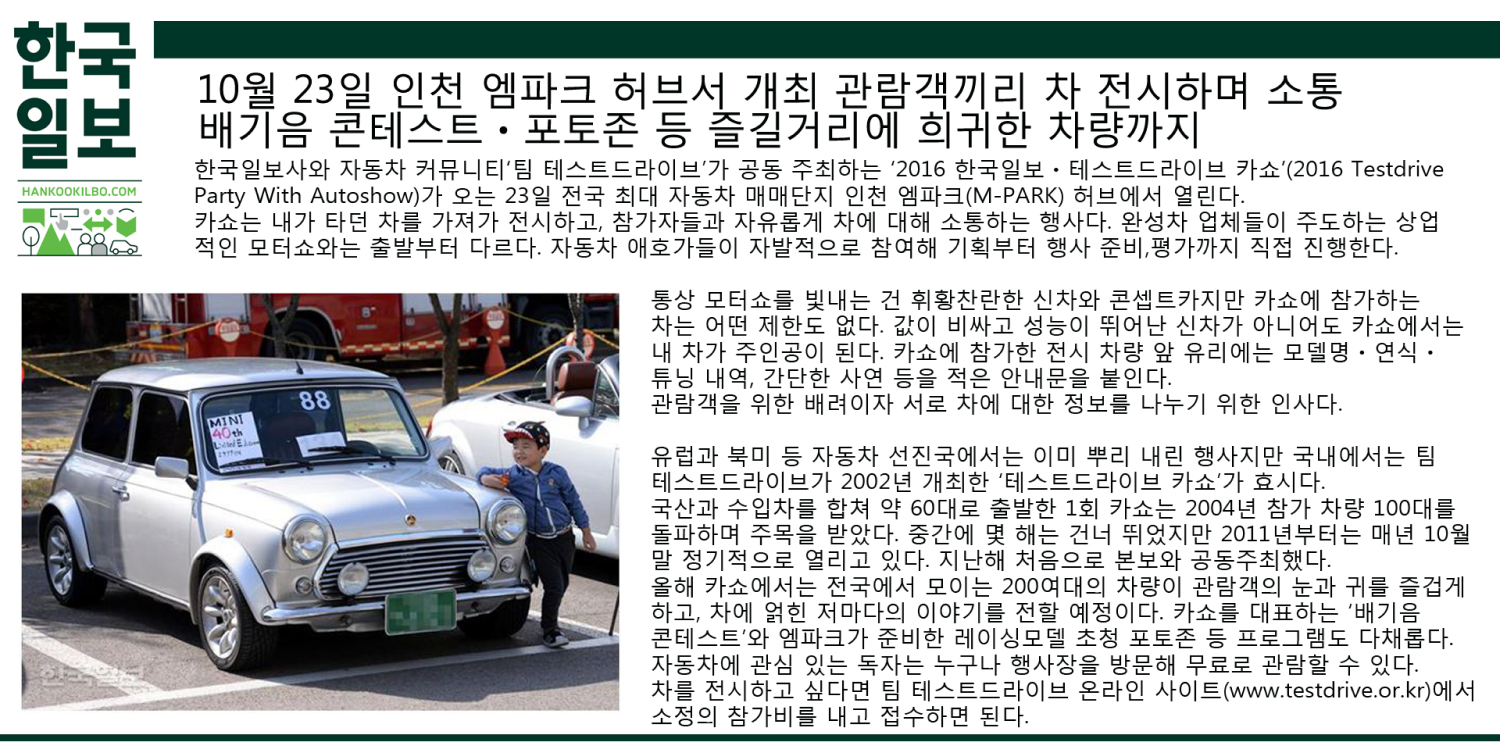 한국
일보
HANKOOKILBO.COM
10월 23일 인천 엠파크 허브서 개최 관람객끼리 차 전시하며 소통
배기음 콘테스트・포토존 등 즐길거리에 희귀한 차량까지
한국일보사와 자동차 커뮤니티‘팀 테스트드라이브’가 공동 주최하는 ‘2016 한국일보・테스트드라이브 카쇼’(2016 Testdrive
Party With Autoshow)가 오는 23일 전국 최대 자동차 매매단지 인천 엠파크(M-PARK) 허브에서 열린다.
카쇼는 내가 타던 차를 가져가 전시하고, 참가자들과 자유롭게 차에 대해 소통하는 행사다. 완성차 업체들이 주도하는 상업
적인 모터쇼와는 출발부터 다르다. 자동차 애호가들이 자발적으로 참여해 기획부터 행사 준비,평가까지 직접 진행한다.
통상 모터쇼를 빛내는 건 휘황찬란한 신차와 콘셉트카지만 카쇼에 참가하는
차는 어떤 제한도 없다. 값이 비싸고 성능이 뛰어난 신차가 아니어도 카쇼에서는
내 차가 주인공이 된다. 카쇼에 참가한 전시 차량 앞 유리에는 모델명・연식・
튜닝 내역, 간단한 사연 등을 적은 안내문을 붙인다.
관람객을 위한 배려이자 서로 차에 대한 정보를 나누기 위한 인사다.
유럽과 북미 등 자동차 선진국에서는 이미 뿌리 내린 행사지만 국내에서는 팀
테스트드라이브가 2002년 개최한 ‘테스트드라이브 카쇼’가 효시다.
국산과 수입차를 합쳐 약 60대로 출발한 1회 카쇼는 2004년 참가 차량 100대를
돌파하며 주목을 받았다. 중간에 몇 해는 건너 뛰었지만 2011년부터는 매년 10월
말 정기적으로 열리고 있다. 지난해 처음으로 본보와 공동주최했다.
올해 카쇼에서는 전국에서 모이는 200여대의 차량이 관람객의 눈과 귀를 즐겁게
하고, 차에 얽힌 저마다의 이야기를 전할 예정이다. 카쇼를 대표하는 ‘배기음
콘테스트’와 엠파크가 준비한 레이싱모델 초청 포토존 등 프로그램도 다채롭다.
자동차에 관심 있는 독자는 누구나 행사장을 방문해 무료로 관람할 수 있다.
차를 전시하고 싶다면 팀 테스트드라이브 온라인 사이트(www.testdrive.or.kr)에서
소정의 참가비를 내고 접수하면 된다.
88
MINI
40th
Limited Edition
한국일보